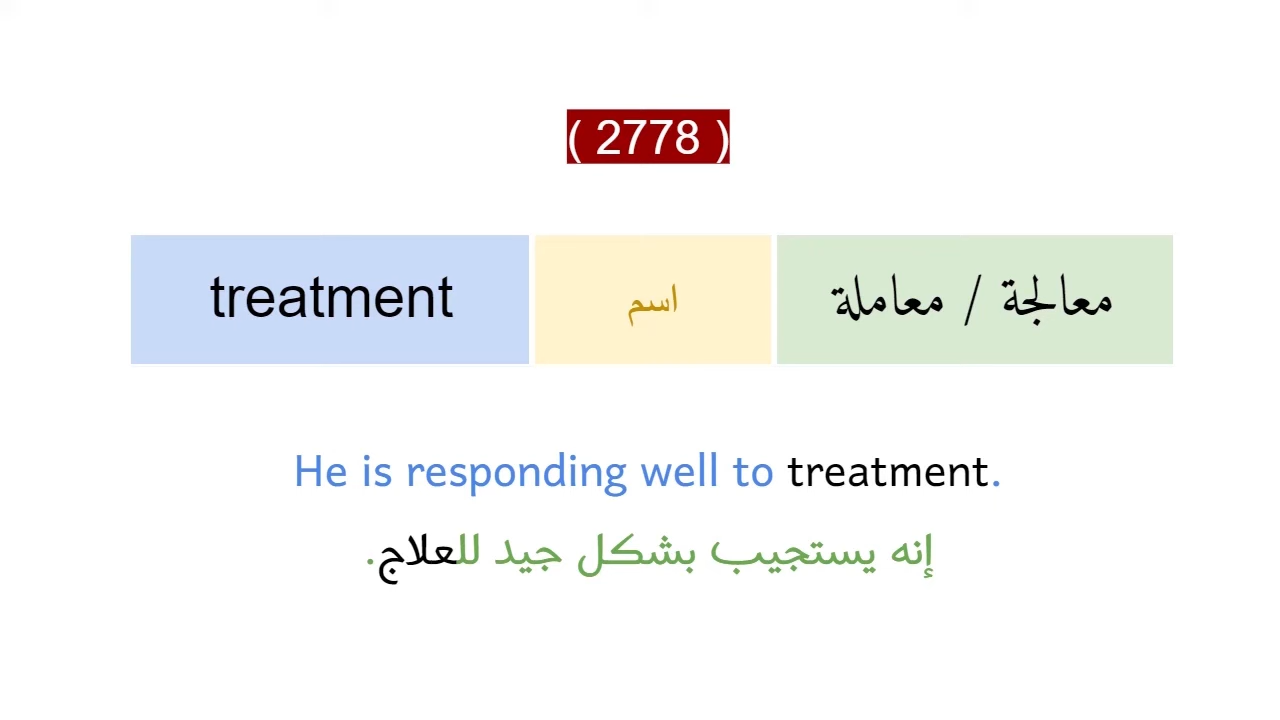 ( 2778 )
treatment
اسم
معالجة / معاملة
He is responding well to treatment.
إنه يستجيب بشكل جيد للعلاج.